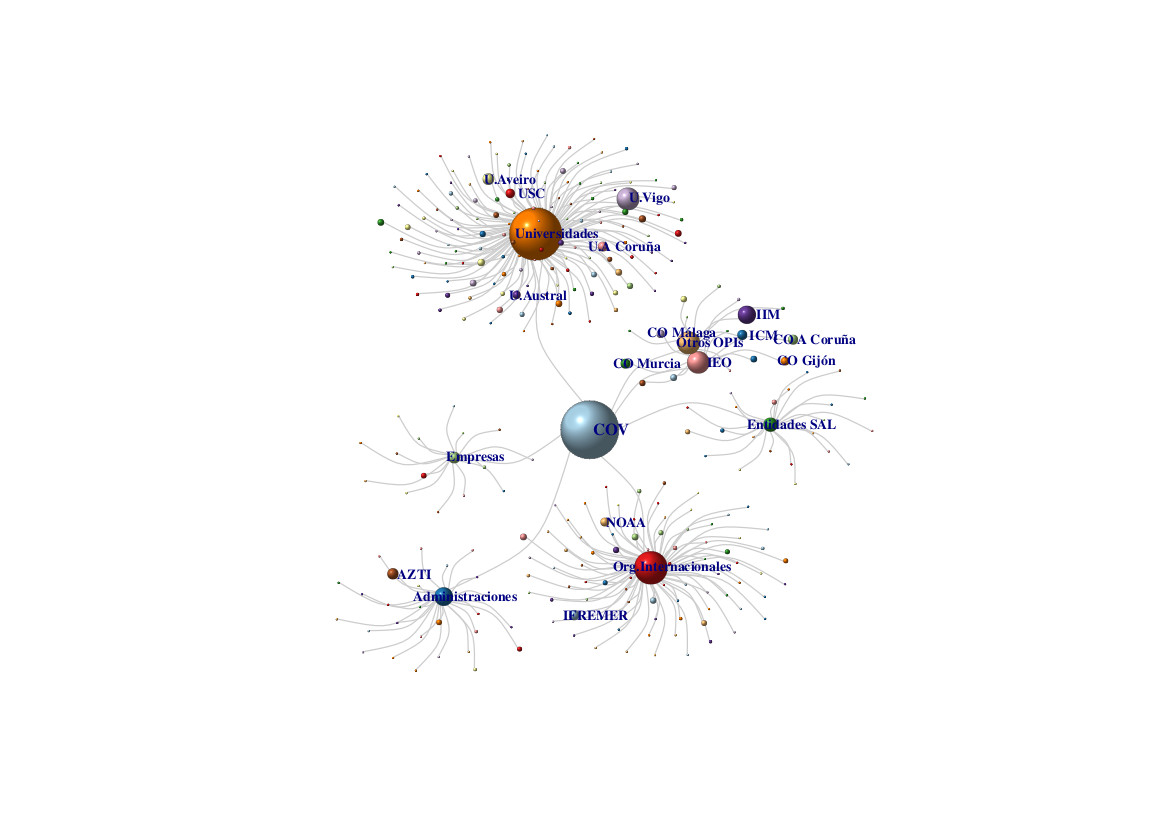 U.Aveiro
USC
U.Vigo
Universidades
U.A Coruña
U.Austral
IIM
CO Málaga
ICM
CO A Coruña
Otros OPIs
CO Murcia
IEO
CO Gijón
Entidades SAL
COV
Empresas
NOAA
Org.Internacionales
AZTI
Administraciones
IFREMER